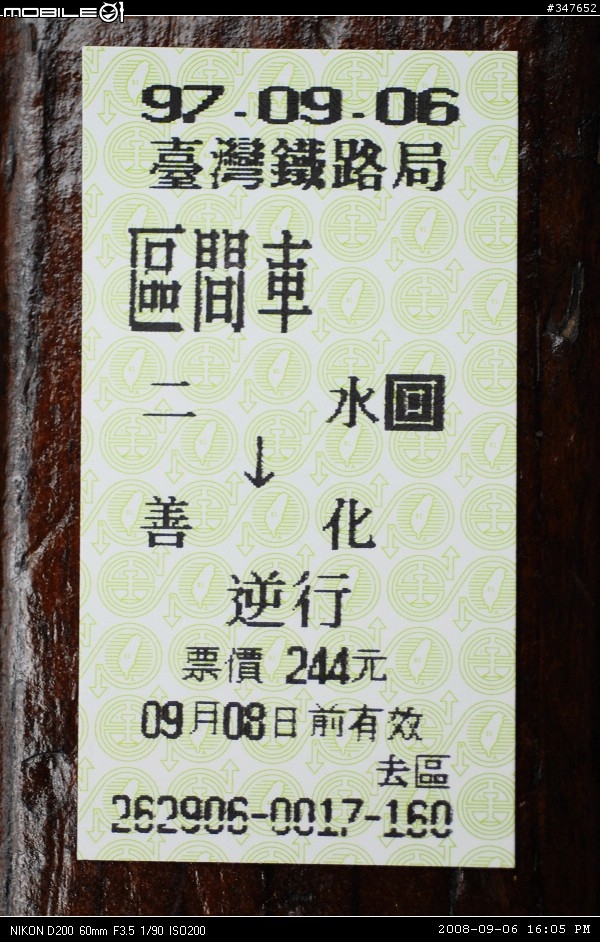 MOBILE01
#347652
97.09.06
臺灣鐵路局
區間車
二 水 回
↓
善 化
逆行
票價 244元
09月08日前有效
去區
262906-0017-160
NIKON D200 60mm F3.5 1/90 ISO200
2008-09-06 16:05 PM